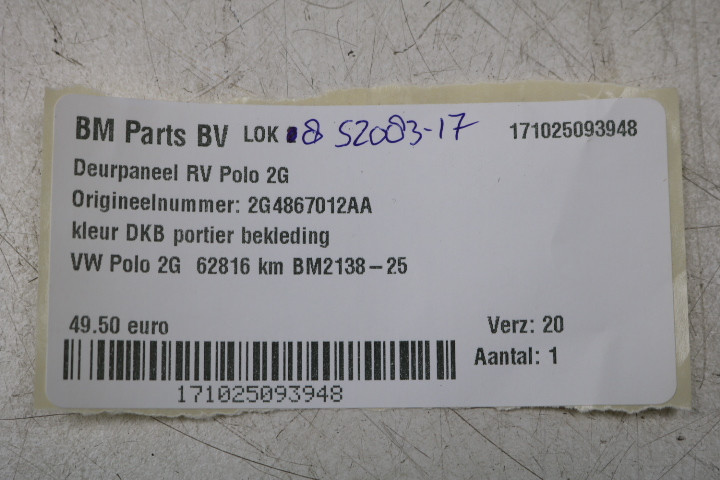 BM Parts BV LOK 8 S2083-17 171025093948
Deurpaneel RV Polo 2G
Origineelnummer: 2G4867012AA
kleur DKB portier bekleding
VW Polo 2G 62816 km BM2138-25
49.50 euro Verz: 20
Aantal: 1
171025093948